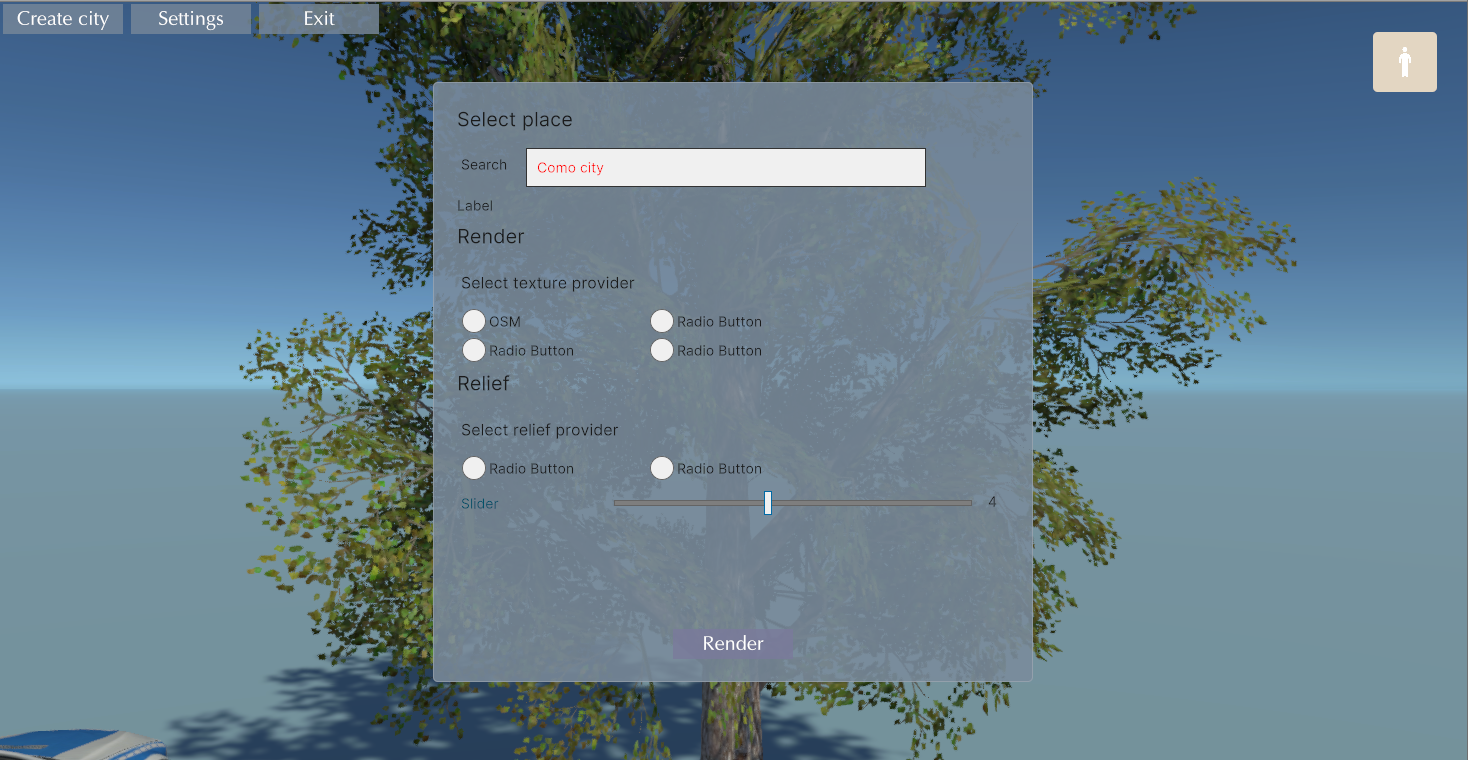 Create city Settings Exit
Select place
Search Como city
Label
Render
Select texture provider
OSM Radio Button
Radio Button Radio Button
Relief
Select relief provider
Radio Button Radio Button
Slider 4
Render